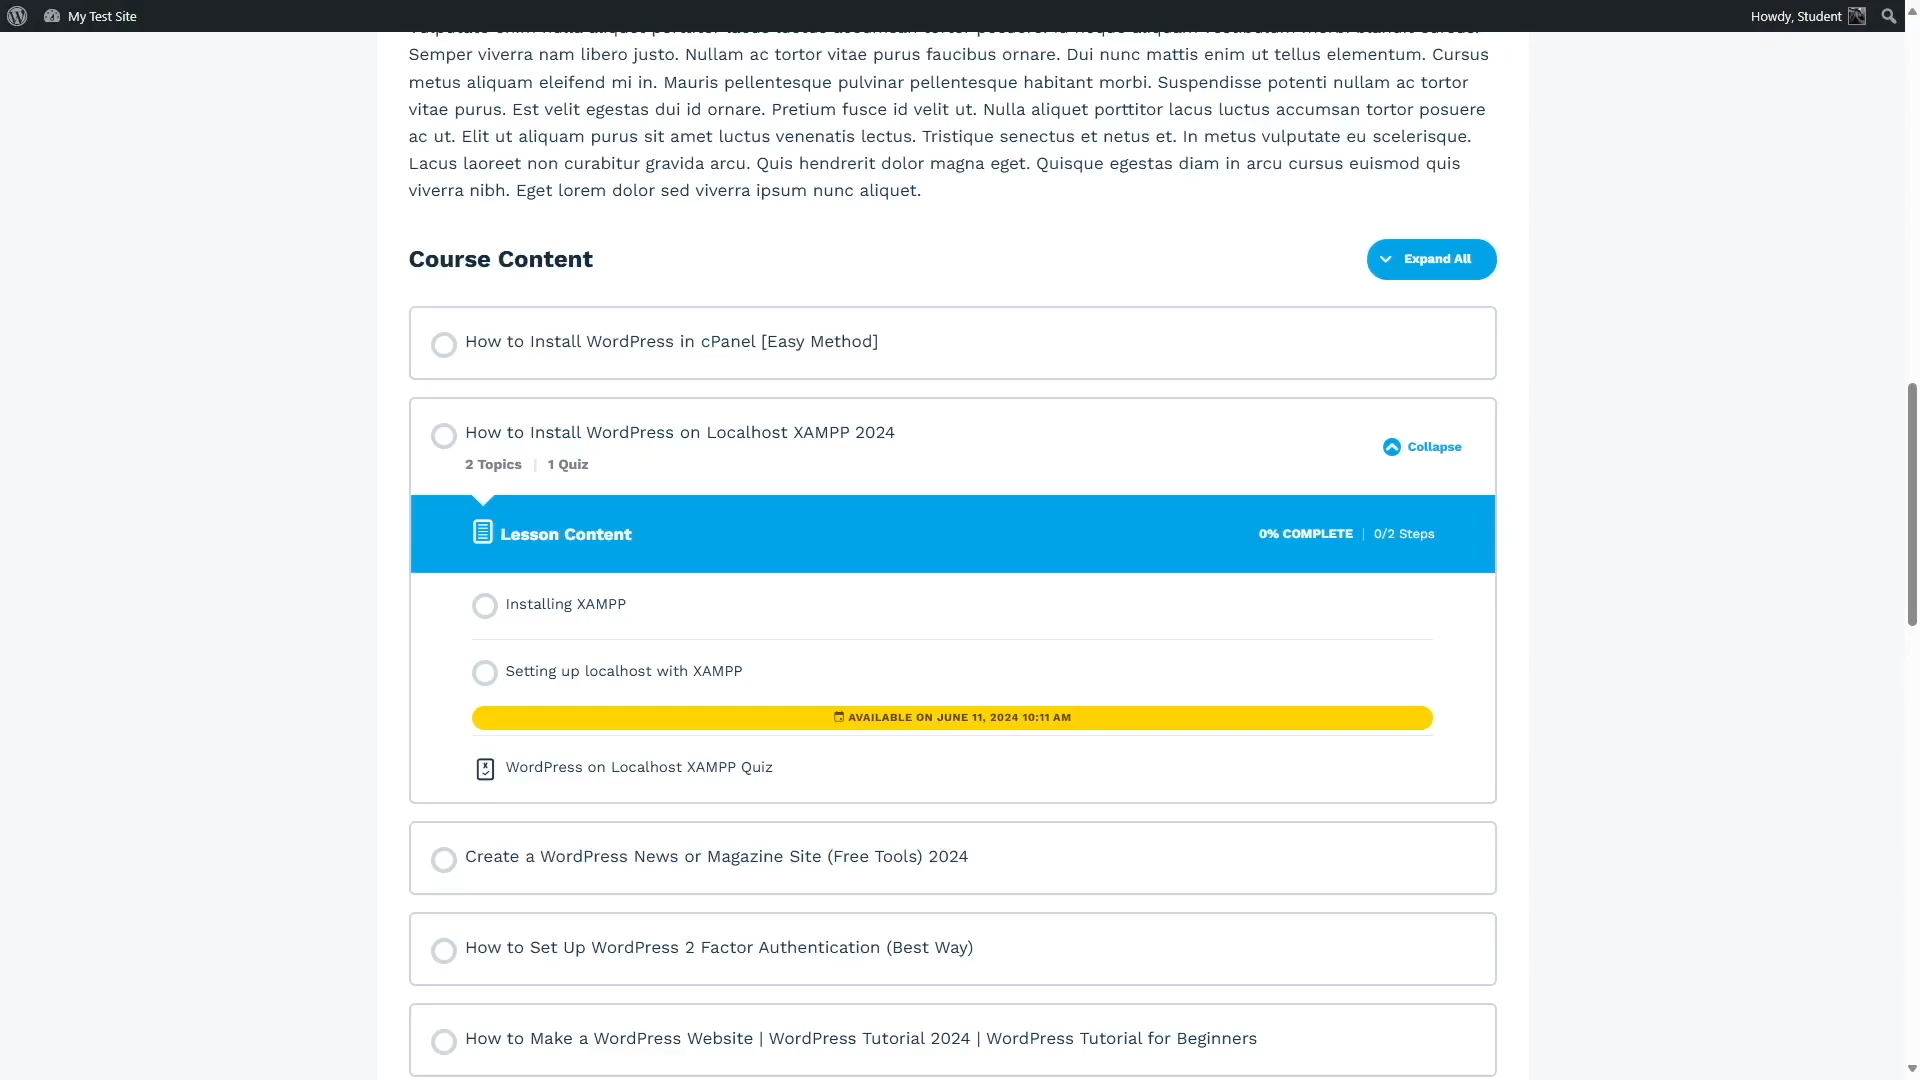 My Test Site
Howdy, Student
Semper viverra nam libero justo. Nullam ac tortor vitae purus faucibus ornare. Dui nunc mattis enim ut tellus elementum. Cursus
metus aliquam eleifend mi in. Mauris pellentesque pulvinar pellentesque habitant morbi. Suspendisse potenti nullam ac tortor
vitae purus. Est velit egestas dui id ornare. Pretium fusce id velit ut. Nulla aliquet porttitor lacus luctus accumsan tortor posuere
ac ut. Elit ut aliquam purus sit amet luctus venenatis lectus. Tristique senectus et netus et. In metus vulputate eu scelerisque.
Lacus laoreet non curabitur gravida arcu. Quis hendrerit dolor magna eget. Quisque egestas diam in arcu cursus euismod quis
viverra nibh. Eget lorem dolor sed viverra ipsum nunc aliquet.
Course Content
Expand All
How to Install WordPress in cPanel [Easy Method]
How to Install WordPress on Localhost XAMPP 2024
2 Topics | 1 Quiz
Collapse
Lesson Content
0% COMPLETE | 0/2 Steps
Installing XAMPP
Setting up localhost with XAMPP
AVAILABLE ON JUNE 11, 2024 10:11 AM
WordPress on Localhost XAMPP Quiz
Create a WordPress News or Magazine Site (Free Tools) 2024
How to Set Up WordPress 2 Factor Authentication (Best Way)
How to Make a WordPress Website | WordPress Tutorial 2024 | WordPress Tutorial for Beginners